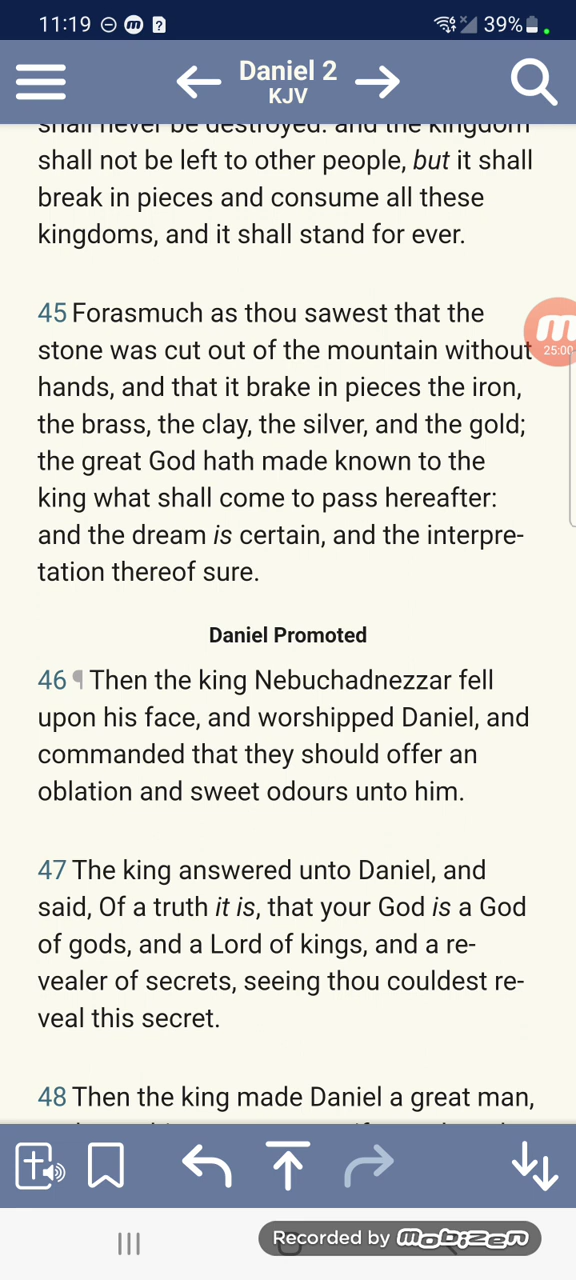 11:19
39%
Daniel 2
KJV
shall never be destroyed: and the kingdom
shall not be left to other people, but it shall
break in pieces and consume all these
kingdoms, and it shall stand for ever.
45 Forasmuch as thou sawest that the
stone was cut out of the mountain without
hands, and that it brake in pieces the iron,
the brass, the clay, the silver, and the gold;
the great God hath made known to the
king what shall come to pass hereafter:
and the dream is certain, and the interpre-
tation thereof sure.
25:00
Daniel Promoted
46 ¶ Then the king Nebuchadnezzar fell
upon his face, and worshipped Daniel, and
commanded that they should offer an
oblation and sweet odours unto him.
47 The king answered unto Daniel, and
said, Of a truth it is, that your God is a God
of gods, and a Lord of kings, and a re-
vealer of secrets, seeing thou couldest re-
veal this secret.
48 Then the king made Daniel a great man,
Recorded by mobizen